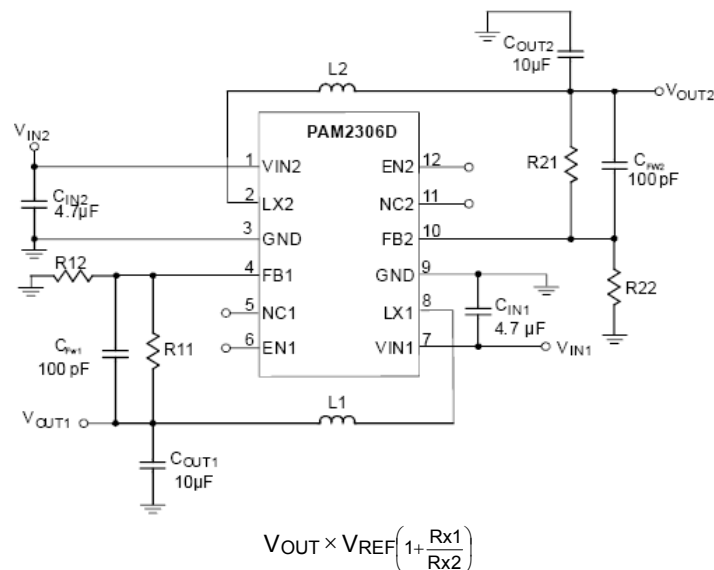 COUT2
10µF
L2
VOUT2
PAM2306D
VIN2
1
VIN2
EN2
12
R21
CFW2
100 pF
CIN2
4.7µF
2
LX2
NC2
11
3
GND
FB2
10
R12
4
FB1
GND
9
R22
5
NC1
LX1
8
CIN1
4.7 µF
CFW1
100 pF
R11
6
EN1
VIN1
7
VIN1
VOUT1
L1
COUT1
10µF
VOUT × VREF(1+Rx1/Rx2)